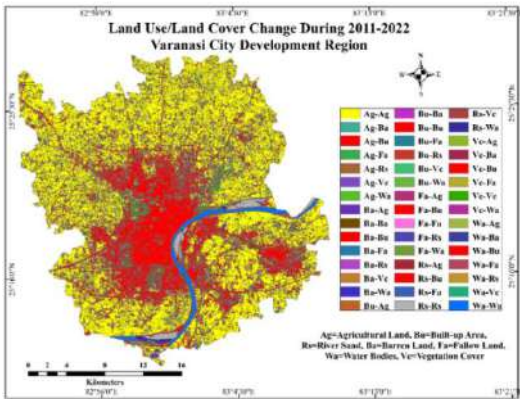 Land Use/Land Cover Change During 2011-2022
Varanasi City Development Region
N
Ag-Ag Bu-Ba Rs-Vc
Ag-Ba Bu-Bu Rs-Wa
Ag-Bu Bu-Fa Vc-Ag
Ag-Fa Bu-Rs Vc-Ba
Ag-Rs Bu-Vc Vc-Bu
Ag-Vc Bu-Wa Vc-Fa
Ag-Wa Fa-Ag Vc-Vc
Ba-Ag Fa-Bu Vc-Wa
Ba-Ba Fa-Fa Wa-Ag
Ba-Bu Fa-Rs Wa-Ba
Ba-Fa Fa-Wa Wa-Bu
Ba-Rs Rs-Ag Wa-Fa
Ba-Vc Rs-Bu Wa-Rs
Ba-Wa Rs-Fa Wa-Vc
Bu-Ag Rs-Rs Wa-Wa
Ag=Agricultural Land, Bu=Built-up Area,
Rs=River Sand, Ba=Barren Land, Fa=Fallow Land,
Wa=Water Bodies, Vc=Vegetation Cover
0 2 4 8 12 16
Kilometers